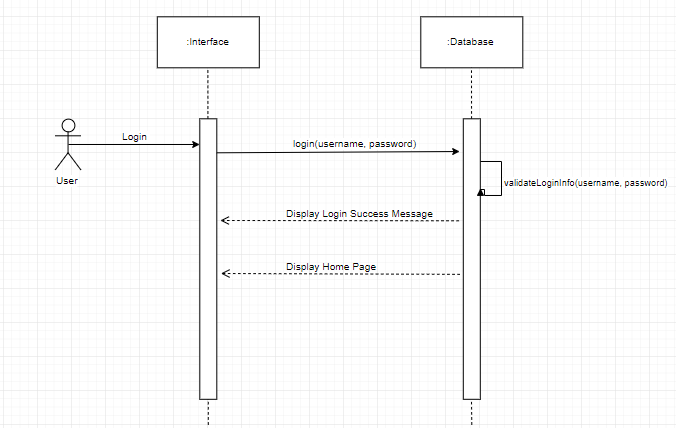 :Interface
:Database
Login
login(username, password)
User
validateLoginInfo(username, password)
Display Login Success Message
Display Home Page